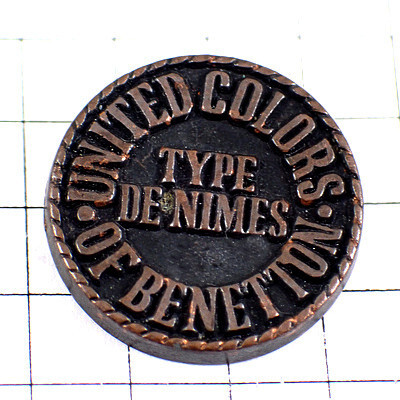 UNITED COLORS
TYPE
DE NIMES
OF BENETTON